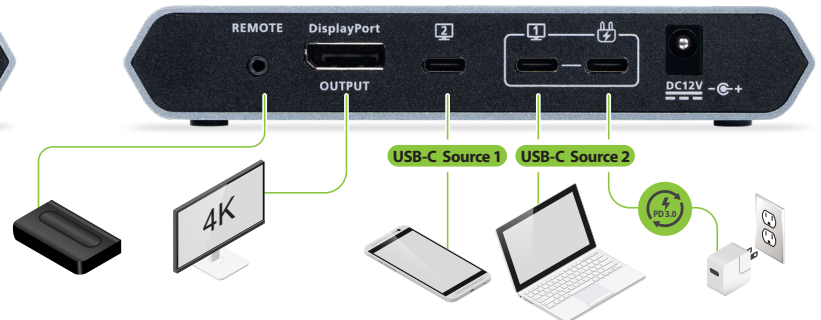 REMOTE
DisplayPort
OUTPUT
2
1
DC12V
- +
USB-C Source 1
USB-C Source 2
4K
PD 3.0